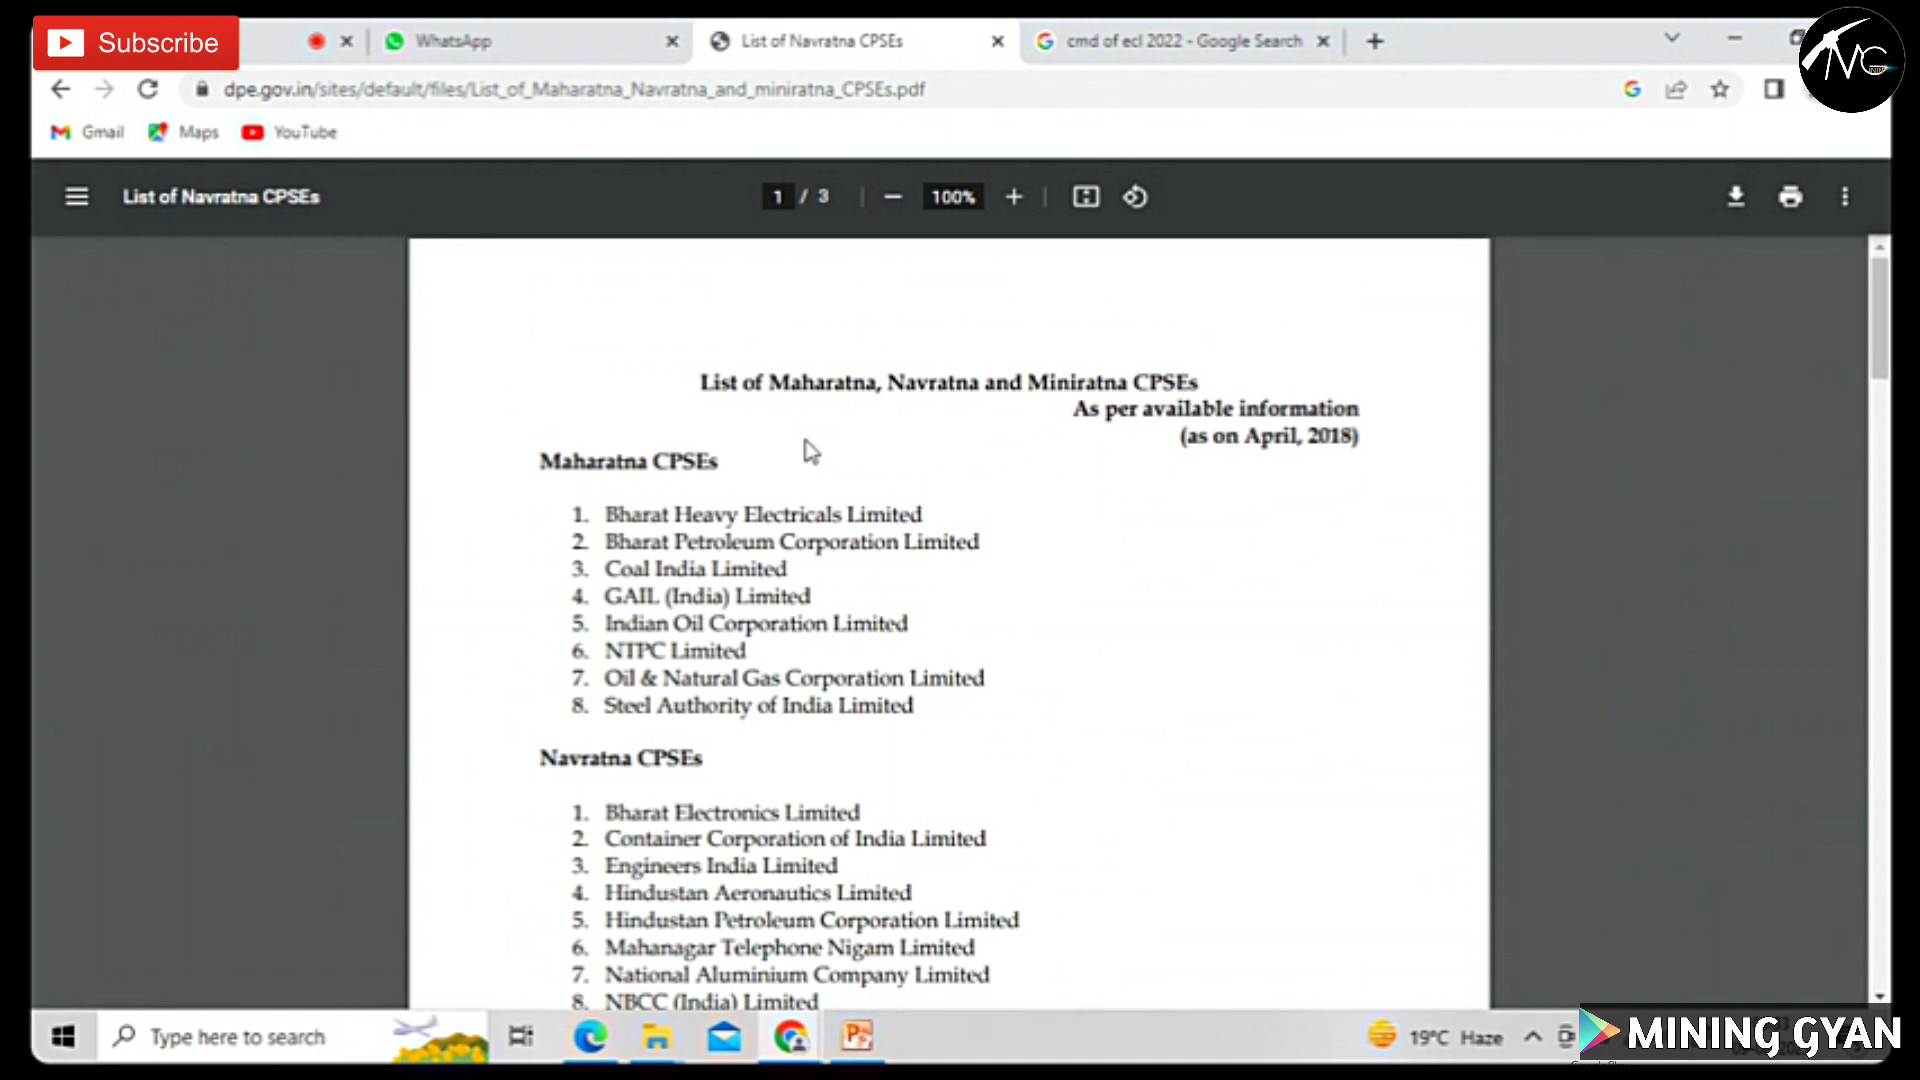 Subscribe
WhatsApp
List of Navratna CPSEs
cmd of ecl 2022 - Google Search
dpe.gov.in/sites/default/files/List_of_Maharatna_Navratna_and_miniratna_CPSEs.pdf
Gmail
Maps
YouTube
List of Navratna CPSEs
1 / 3
100%
List of Maharatna, Navratna and Miniratna CPSEs
As per available information
(as on April, 2018)
Maharatna CPSEs
1. Bharat Heavy Electricals Limited
2. Bharat Petroleum Corporation Limited
3. Coal India Limited
4. GAIL (India) Limited
5. Indian Oil Corporation Limited
6. NTPC Limited
7. Oil & Natural Gas Corporation Limited
8. Steel Authority of India Limited
Navratna CPSEs
1. Bharat Electronics Limited
2. Container Corporation of India Limited
3. Engineers India Limited
4. Hindustan Aeronautics Limited
5. Hindustan Petroleum Corporation Limited
6. Mahanagar Telephone Nigam Limited
7. National Aluminium Company Limited
8. NBCC (India) Limited
Type here to search
19°C Haze
MINING GYAN